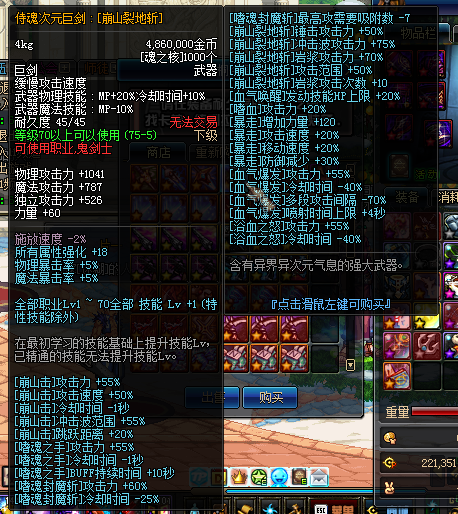 侍魂次元巨剑:[崩山裂地斩]
4kg
4,860,000金币
[魂之核]1000个
巨剑
武器
缓慢攻击速度
武器物理技能：MP+20%冷却时间+10%
武器魔法技能：MP-10%
耐久度 45/45
无法交易
等级70以上可以使用 (75-5)
下级
可使用职业,鬼剑士
物理攻击力 +1041
魔法攻击力 +787
独立攻击力 +526
力量 +60
施放速度 -2%
所有属性强化 +18
物理暴击率 +5%
魔法暴击率 +5%
全部职业Lv1 ~ 70全部 技能 Lv +1 (特
性技能除外)
在最初学习的技能基础上提升技能Lv,
已精通的技能无法提升技能Lv。
[崩山击]攻击力 +55%
[崩山击]攻击速度 +50%
[崩山击]冷却时间 -1秒
[崩山击]冲击波范围 +55%
[崩山击]跳跃距离 +20%
[嗜魂之手]攻击力 +55%
[嗜魂之手]冷却时间 -1秒
[嗜魂之手]BUFF持续时间 +10秒
[嗜魂封魔斩]攻击力 +60%
[嗜魂封魔斩]冷却时间 -25%
[嗜魂封魔斩]最高攻需要吸附数 -7
[崩山裂地斩]锤击攻击力 +50%
[崩山裂地斩]冲击波攻击力 +75%
[崩山裂地斩]岩浆攻击力 +70%
[崩山裂地斩]攻击范围 +50%
[崩山裂地斩]岩浆攻击次数 +10
[血气唤醒]发动技能HP上限 +20%
[嗜血]攻击力 +20%
[暴走]增加力量 +120
[暴走]攻击速度 +20%
[暴走]移动速度 +20%
[暴走]防御减少 +30%
[血气爆发]攻击力 +55%
[血气爆发]冷却时间 -40%
[血气爆发]多段攻击间隔 -70%
[血气爆发]喷射时间上限 +4秒
[浴血之怒]攻击力 +55%
[浴血之怒]冷却时间 -40%
含有异界异次元气息的强大武器。
『点击滑鼠左键可购买』
物品栏
商店
装备
消耗
出售
购买
重量
221,351
ESC